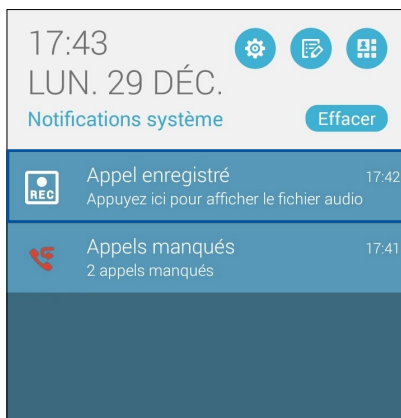 17:43
LUN. 29 DÉC.
Notifications système
Effacer
Appel enregistré
17:42
REC
Appuyez ici pour afficher le fichier audio
Appels manqués
17:41
2 appels manqués